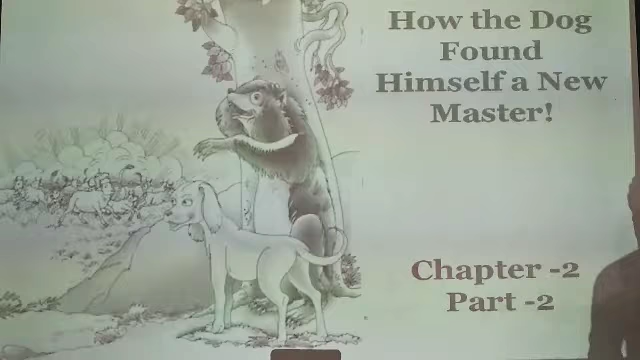 How the Dog
Found
Himself a New
Master!
Chapter -2
Part -2